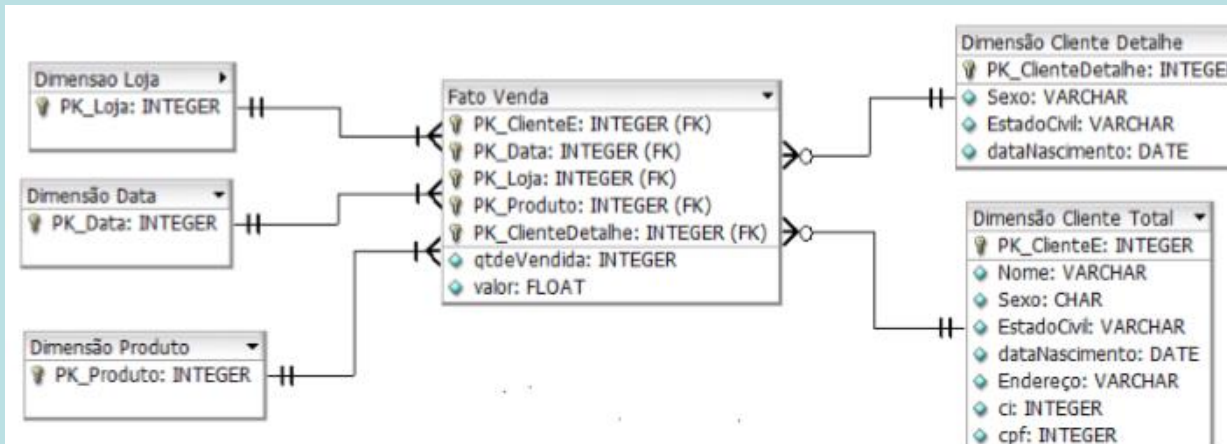 Dimensao Loja
PK_Loja: INTEGER
Dimensão Data
PK_Data: INTEGER
Dimensão Produto
PK_Produto: INTEGER
Fato Venda
PK_ClienteE: INTEGER (FK)
PK_Data: INTEGER (FK)
PK_Loja: INTEGER (FK)
PK_Produto: INTEGER (FK)
PK_ClienteDetalhe: INTEGER (FK)
qtdeVendida: INTEGER
valor: FLOAT
Dimensão Cliente Detalhe
PK_ClienteDetalhe: INTEGE
Sexo: VARCHAR
EstadoCivil: VARCHAR
dataNascimento: DATE
Dimensão Cliente Total
PK_ClienteE: INTEGER
Nome: VARCHAR
Sexo: CHAR
EstadoCivil: VARCHAR
dataNascimento: DATE
Endereço: VARCHAR
ci: INTEGER
cpf: INTEGER